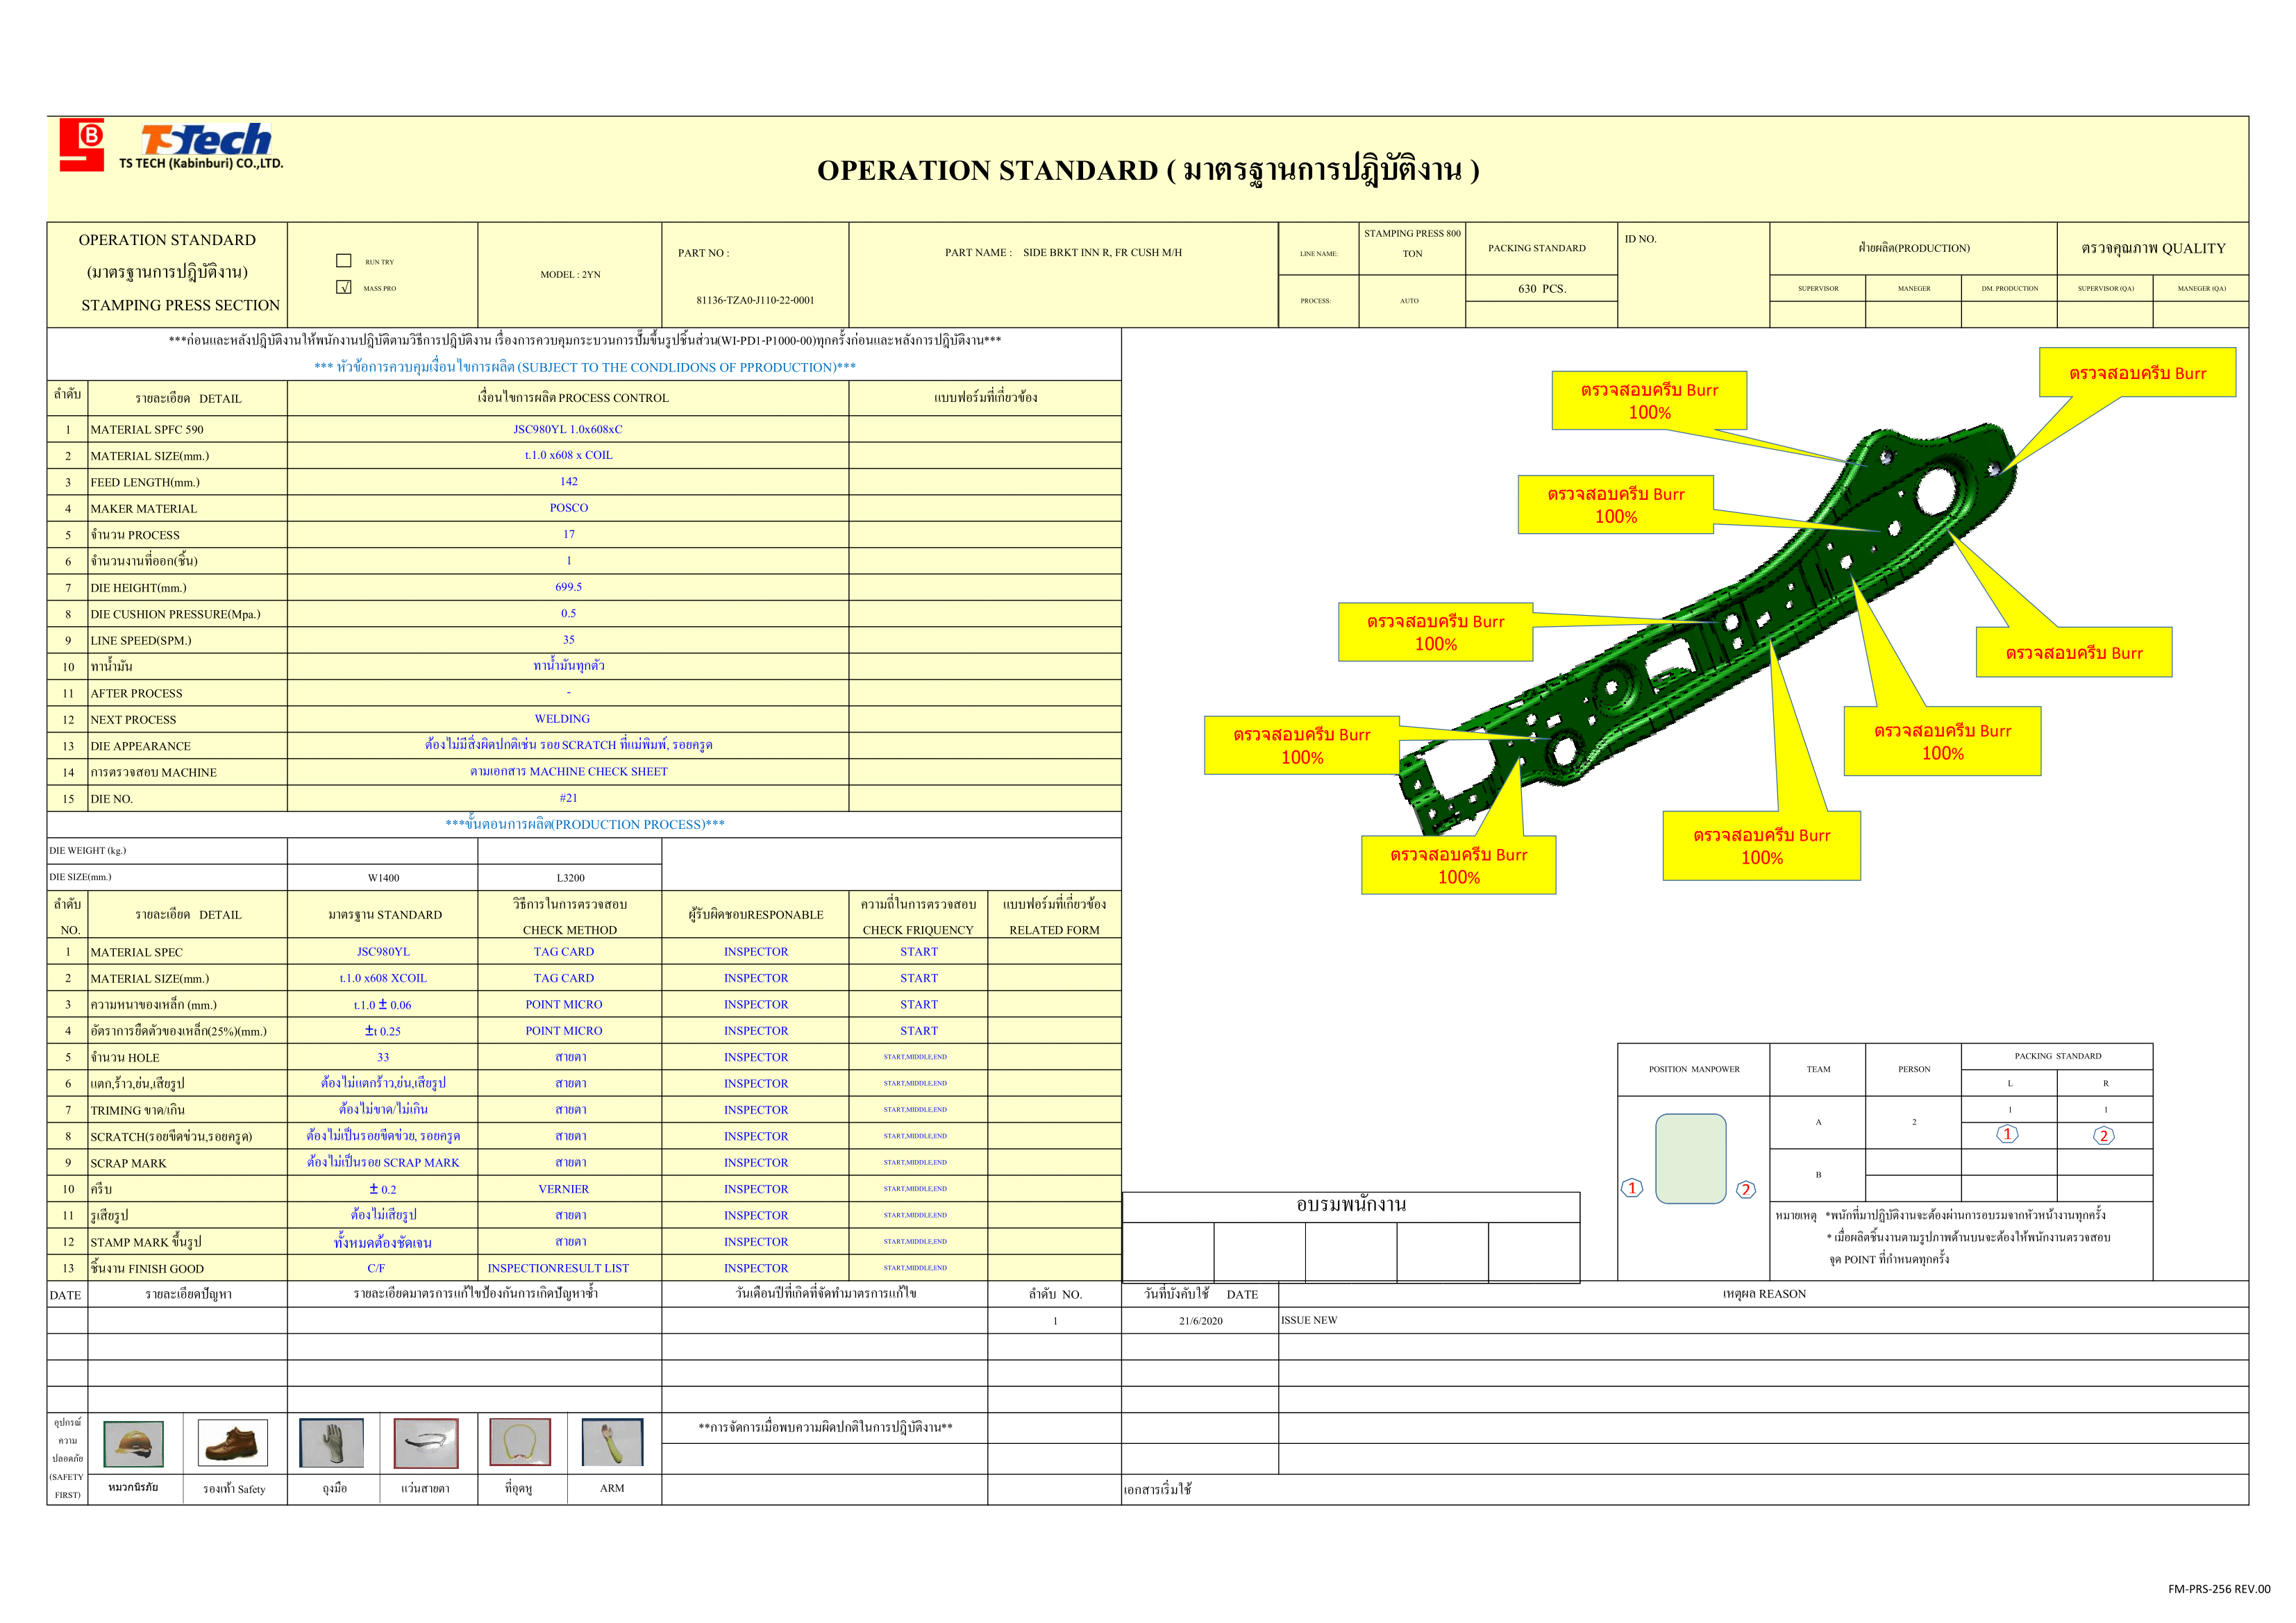 B
TSTech
TS TECH (Kabinburi) CO.,LTD.
OPERATION STANDARD ( มาตรฐานการปฎิบัติงาน )
OPERATION STANDARD
(มาตรฐานการปฎิบัติงาน)
STAMPING PRESS SECTION
RUN TRY
√ MASS PRO
MODEL : 2YN
PART NO :
81136-TZA0-J110-22-0001
PART NAME : SIDE BRKT INN R, FR CUSH M/H
LINE NAME:
STAMPING PRESS 800
TON
PROCESS:
AUTO
PACKING STANDARD
630 PCS.
ID NO.
ฝ่ายผลิต(PRODUCTION)
SUPERVISOR MANEGER DM. PRODUCTION
ตรวจคุณภาพ QUALITY
SUPERVISOR (QA) MANEGER (QA)
***ก่อนและหลังปฎิบัติงานให้พนักงานปฎิบัติตามวิธีการปฎิบัติงาน เรื่องการควบคุมกระบวนการปั๊มขึ้นรูปชิ้นส่วน(WI-PD1-P1000-00)ทุกครั้งก่อนและหลังการปฎิบัติงาน***
*** หัวข้อการควบคุมเงื่อนไขการผลิต (SUBJECT TO THE CONDLIDONS OF PPRODUCTION)***
ลำดับ รายละเอียด DETAIL เงื่อนไขการผลิต PROCESS CONTROL แบบฟอร์มที่เกี่ยวข้อง
1 MATERIAL SPFC 590 JSC980YL 1.0x608xC
2 MATERIAL SIZE(mm.) t.1.0 x608 x COIL
3 FEED LENGTH(mm.) 142
4 MAKER MATERIAL POSCO
5 จำนวน PROCESS 17
6 จำนวนงานที่ออก(ชิ้น) 1
7 DIE HEIGHT(mm.) 699.5
8 DIE CUSHION PRESSURE(Mpa.) 0.5
9 LINE SPEED(SPM.) 35
10 ทาน้ำมัน ทาน้ำมันทุกตัว
11 AFTER PROCESS -
12 NEXT PROCESS WELDING
13 DIE APPEARANCE ต้องไม่มีสิ่งผิดปกติเช่น รอย SCRATCH ที่แม่พิมพ์, รอยครูด
14 การตรวจสอบ MACHINE ตามเอกสาร MACHINE CHECK SHEET
15 DIE NO. #21
***ขั้นตอนการผลิต(PRODUCTION PROCESS)***
DIE WEIGHT (kg.)
DIE SIZE(mm.) W1400 L3200
ลำดับ
NO.
รายละเอียด DETAIL
มาตรฐาน STANDARD
วิธีการในการตรวจสอบ
CHECK METHOD
ผู้รับผิดชอบRESPONABLE
ความถี่ในการตรวจสอบ
CHECK FRIQUENCY
แบบฟอร์มที่เกี่ยวข้อง
RELATED FORM
1 MATERIAL SPEC JSC980YL TAG CARD INSPECTOR START
2 MATERIAL SIZE(mm.) t.1.0 x608 XCOIL TAG CARD INSPECTOR START
3 ความหนาของเหล็ก (mm.) t.1.0 ± 0.06 POINT MICRO INSPECTOR START
4 อัตราการยืดตัวของเหล็ก(25%)(mm.) ±t 0.25 POINT MICRO INSPECTOR START
5 จำนวน HOLE 33 สายตา INSPECTOR START,MIDDLE,END
6 แตก,ร้าว,ย่น,เสียรูป ต้องไม่แตกร้าว,ย่น,เสียรูป สายตา INSPECTOR START,MIDDLE,END
7 TRIMING ขาด/เกิน ต้องไม่ขาด/ไม่เกิน สายตา INSPECTOR START,MIDDLE,END
8 SCRATCH(รอยขีดข่วน,รอยครูด) ต้องไม่เป็นรอยขีดข่วย, รอยครูด สายตา INSPECTOR START,MIDDLE,END
9 SCRAP MARK ต้องไม่เป็นรอย SCRAP MARK สายตา INSPECTOR START,MIDDLE,END
10 ครีบ ± 0.2 VERNIER INSPECTOR START,MIDDLE,END
11 รูเสียรูป ต้องไม่เสียรูป สายตา INSPECTOR START,MIDDLE,END
12 STAMP MARK ขึ้นรูป ทั้งหมดต้องชัดเจน สายตา INSPECTOR START,MIDDLE,END
13 ชิ้นงาน FINISH GOOD C/F INSPECTIONRESULT LIST INSPECTOR START,MIDDLE,END
ตรวจสอบครีบ Burr
ตรวจสอบครีบ Burr
100%
ตรวจสอบครีบ Burr
100%
ตรวจสอบครีบ Burr
100%
ตรวจสอบครีบ Burr
ตรวจสอบครีบ Burr
100%
ตรวจสอบครีบ Burr
100%
ตรวจสอบครีบ Burr
100%
ตรวจสอบครีบ Burr
100%
POSITION MANPOWER TEAM PERSON PACKING STANDARD
L R
A 2 1 1
1 2
B
1 2
หมายเหตุ *พนักที่มาปฎิบัติงานจะต้องผ่านการอบรมจากหัวหน้างานทุกครั้ง
* เมื่อผลิตชิ้นงานตามรูปภาพด้านบนจะต้องให้พนักงานตรวจสอบ
จุด POINT ที่กำหนดทุกครั้ง
อบรมพนักงาน
DATE รายละเอียดปัญหา รายละเอียดมาตรการแก้ไขป้องกันการเกิดปัญหาซ้ำ วันเดือนปีที่เกิดที่จัดทำมาตรการแก้ไข ลำดับ NO. วันที่บังคับใช้ DATE เหตุผล REASON
1 21/6/2020 ISSUE NEW
อุปกรณ์
ความ
ปลอดภัย
(SAFETY
FIRST)
หมวกนิรภัย รองเท้า Safety ถุงมือ แว่นสายตา ที่อุดหู ARM
**การจัดการเมื่อพบความผิดปกติในการปฎิบัติงาน**
เอกสารเริ่มใช้
FM-PRS-256 REV.00